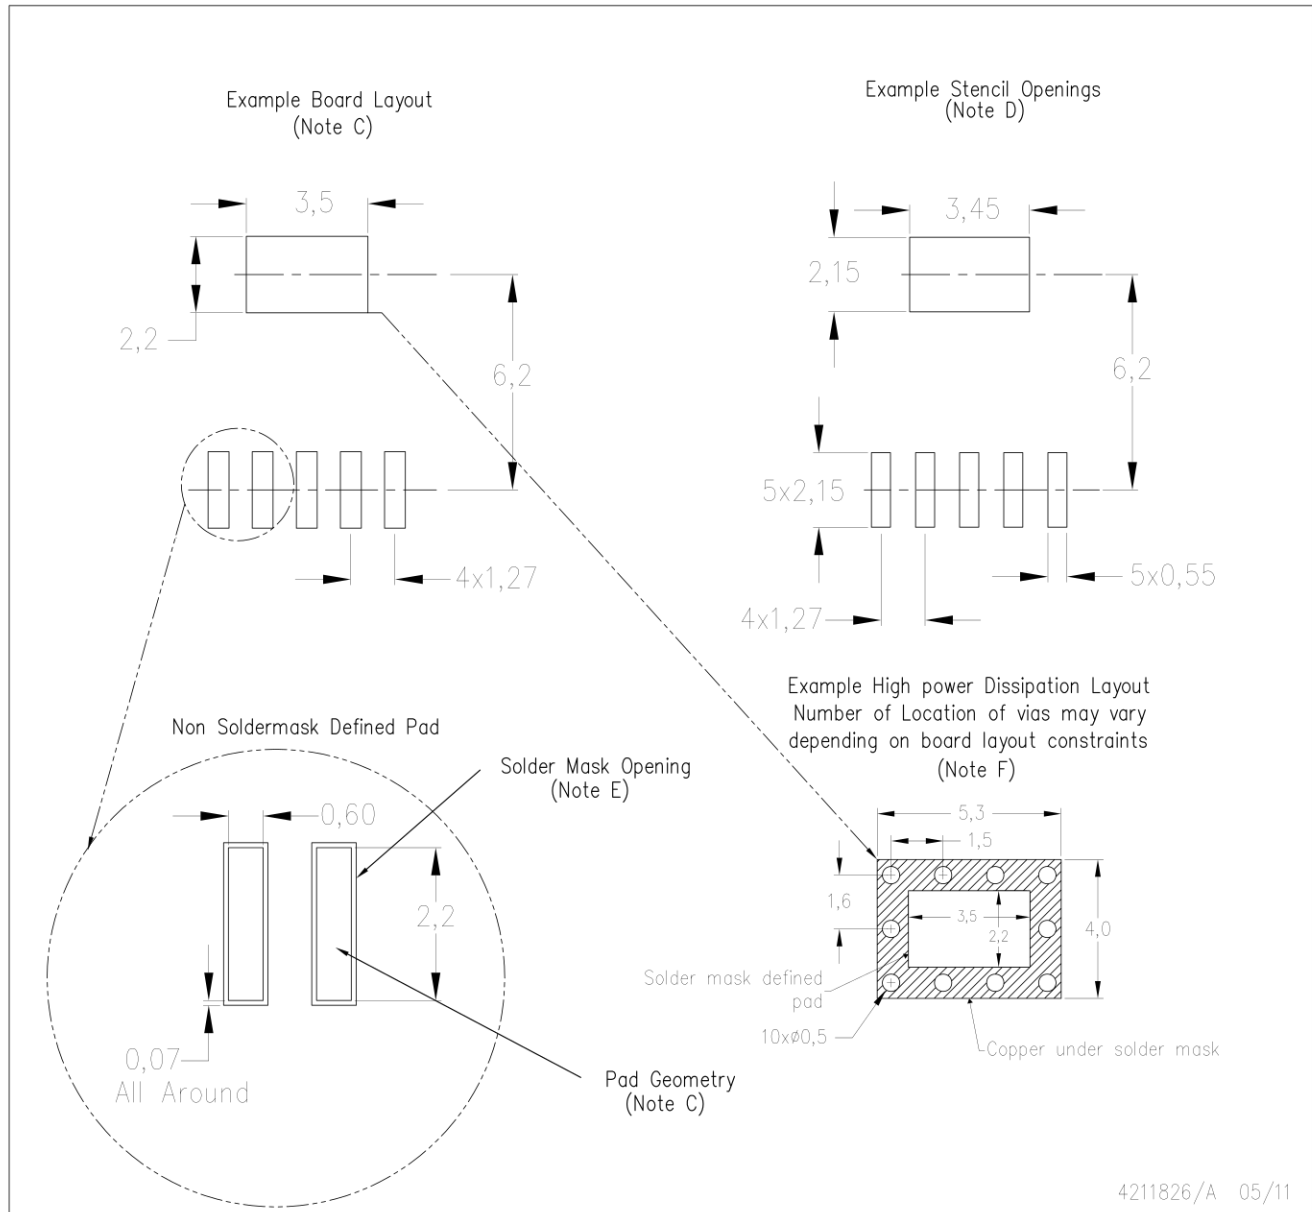 Example Board Layout
(Note C)
3,5
2,2
6,2
4x1,27
Example Stencil Openings
(Note D)
3,45
2,15
6,2
5x2,15
5x0,55
4x1,27
Non Soldermask Defined Pad
Solder Mask Opening
(Note E)
0,60
2,2
0,07
All Around
Pad Geometry
(Note C)
Example High power Dissipation Layout
Number of Location of vias may vary
depending on board layout constraints
(Note F)
5,3
1,5
1,6
3,5
2,2
4,0
Solder mask defined
pad
10xø0,5
Copper under solder mask
4211826/A 05/11